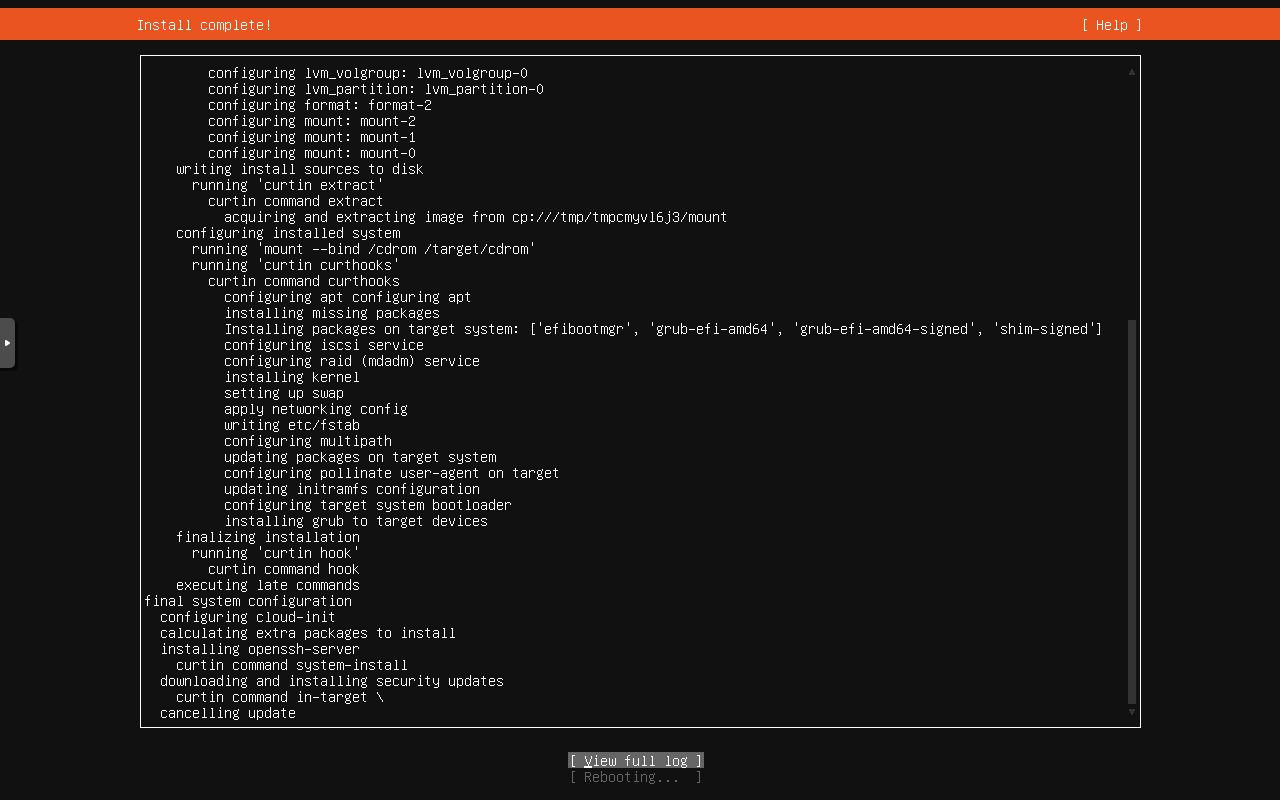 Install complete!
[ Help ]
configuring lvm_volgroup: lvm_volgroup-0
configuring lvm_partition: lvm_partition-0
configuring format: format-2
configuring mount: mount-2
configuring mount: mount-1
configuring mount: mount-0
writing install sources to disk
running 'curtin extract'
curtin command extract
acquiring and extracting image from cp:///tmp/tmpcmyvl6j3/mount
configuring installed system
running 'mount --bind /cdrom /target/cdrom'
running 'curtin curthooks'
curtin command curthooks
configuring apt configuring apt
installing missing packages
Installing packages on target system: ['efibootmgr', 'grub-efi-amd64', 'grub-efi-amd64-signed', 'shim-signed']
configuring iscsi service
configuring raid (mdadm) service
installing kernel
setting up swap
apply networking config
writing etc/fstab
configuring multipath
updating packages on target system
configuring pollinate user-agent on target
updating initramfs configuration
configuring target system bootloader
installing grub to target devices
finalizing installation
running 'curtin hook'
curtin command hook
executing late commands
final system configuration
configuring cloud-init
calculating extra packages to install
installing openssh-server
curtin command system-install
downloading and installing security updates
curtin command in-target \
cancelling update
[ View full log ]
[ Rebooting... ]